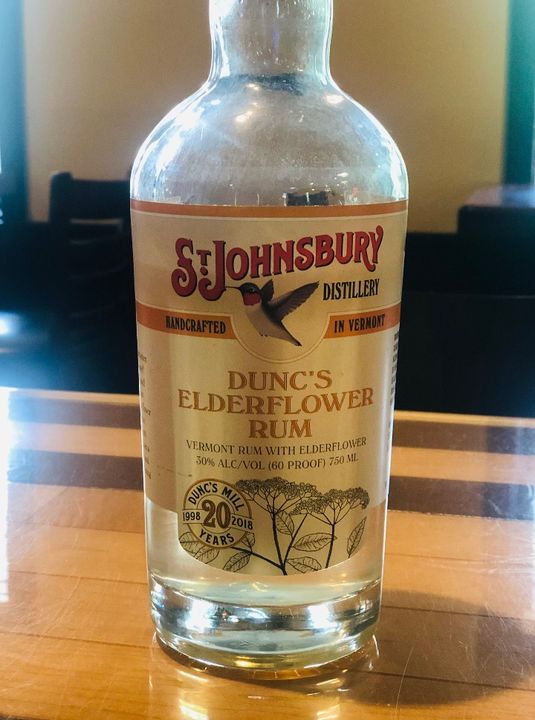 St. JOHNSBURY
DISTILLERY
HANDCRAFTED IN VERMONT
DUNC'S
ELDERFLOWER
RUM
VERMONT RUM WITH ELDERFLOWER
30% ALC/VOL (60 PROOF) 750 ML
DUNC'S MILL
1998 20 2018
YEARS